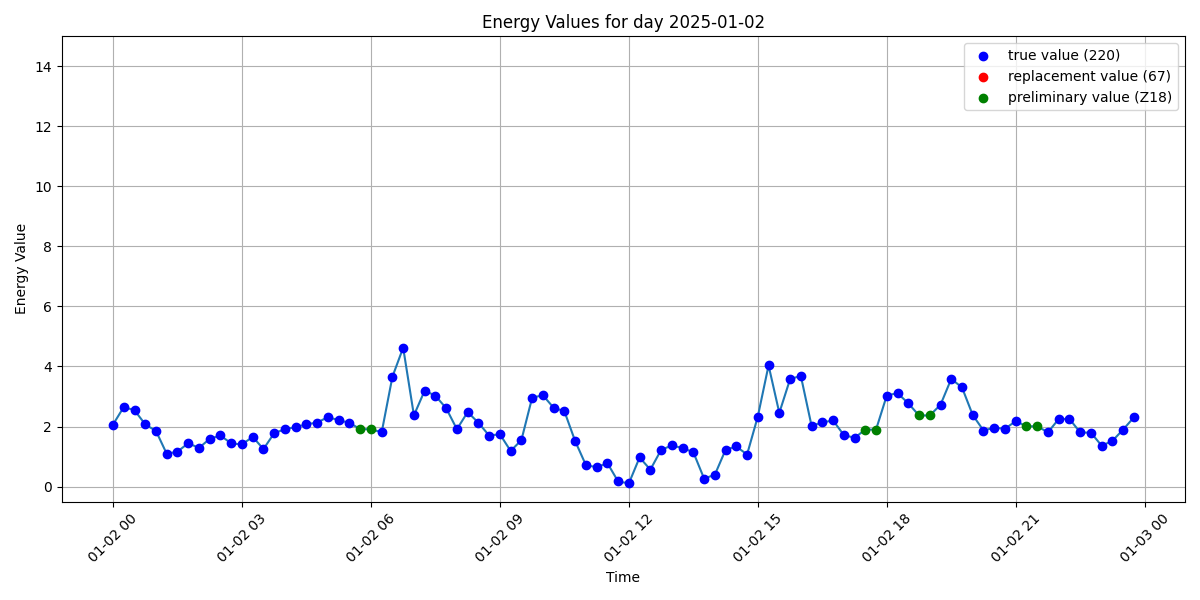 Energy Values for day 2025-01-02
true value (220)
replacement value (67)
preliminary value (Z18)
Energy Value
14
12
10
8
6
4
2
0
01-02 00
01-02 03
01-02 06
01-02 09
01-02 12
01-02 15
01-02 18
01-02 21
01-03 00
Time